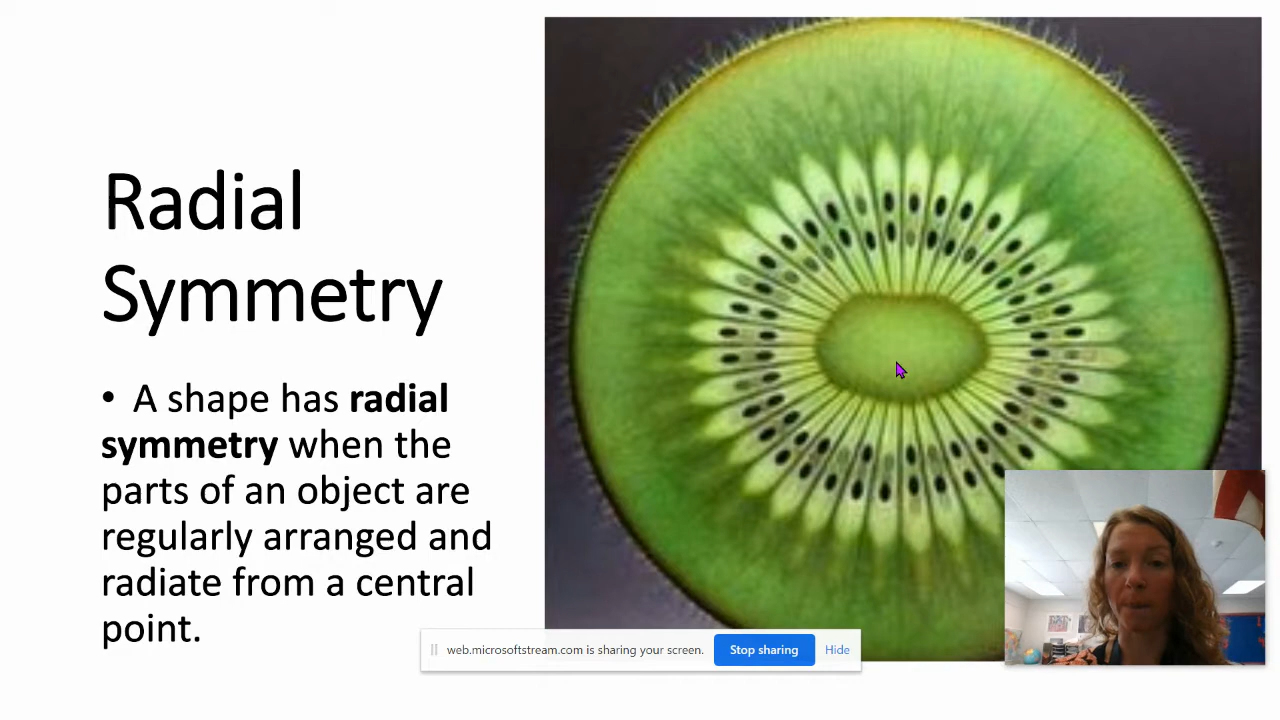 Radial
Symmetry
• A shape has radial
symmetry when the
parts of an object are
regularly arranged and
radiate from a central
point.
web.microsoftstream.com is sharing your screen. Stop sharing Hide